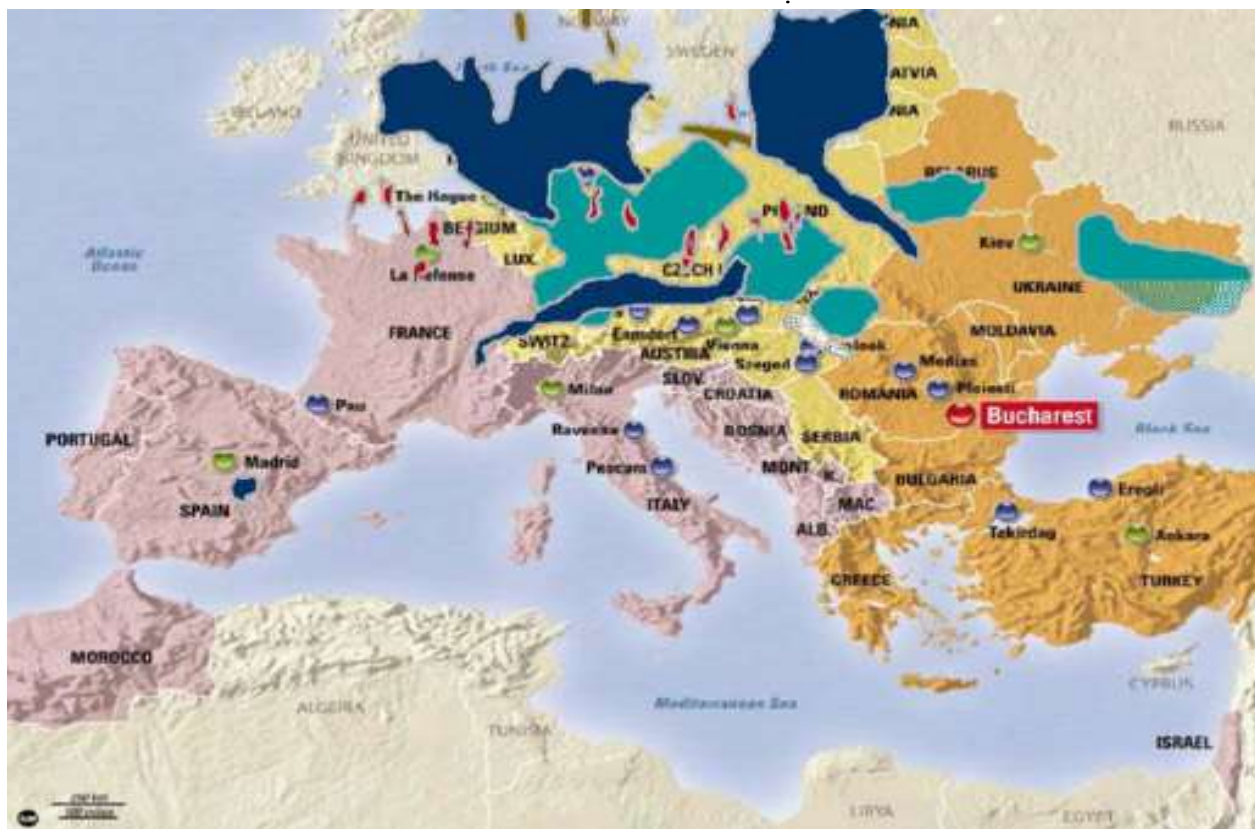 NORWAY
SWEDEN
NIA
ATVIA
NIA
RUSSIA
IRELAND
UNITED
KINGDOM
BELARUS
The Hague
BELGIUM
LUX.
Atlantic
Ocean
La Defense
Kiev
UKRAINE
MOLDAVIA
FRANCE
SWITZ.
AUSTRIA
Vienna
Szeged
SLOV.
CROATIA
Milan
Medias
Ploiesti
ROMANIA
Bucharest
Black Sea
Pau
Ravenna
BOSNIA
SERBIA
PORTUGAL
Madrid
SPAIN
Pescara
ITALY
MONT.
K.
MAC.
ALB.
BULGARIA
Eregli
Tekirdag
Ankara
TURKEY
GREECE
MOROCCO
ALGERIA
TUNISIA
Mediterranean Sea
CYPRUS
ISRAEL
LIBYA
EGYPT